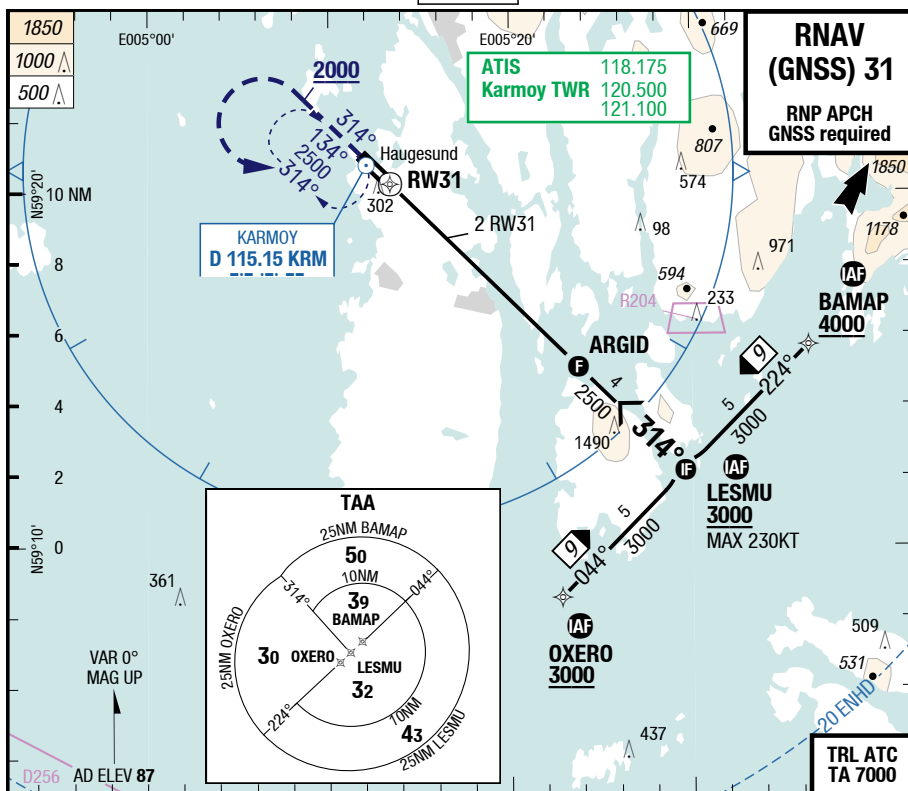 1850
1000
500
E005°00'
E005°20'
669
RNAV
(GNSS) 31
RNP APCH
GNSS required
ATIS 118.175
Karmoy TWR 120.500
121.100
2000
314°
134°
2500
314°
Haugesund
RW31
302
807
574
1850
1178
N59°20'
10 NM
2 RW31
98
971
KARMOY
D 115.15 KRM
594
R204
233
IAF
BAMAP
4000
8
6
4
2
0
ARGID
F
4
2500
9
224°
5
3000
314°
1490
IF
IAF
LESMU
3000
MAX 230KT
5
3000
9
044°
IAF
OXERO
3000
N59°10'
361
TAA
25NM BAMAP
50
10NM
314°
044°
39
BAMAP
25NM OXERO
30
OXERO
LESMU
32
224°
10NM
43
25NM LESMU
VAR 0°
MAG UP
509
531
20 ENHD
437
D256
AD ELEV 87
TRL ATC
TA 7000